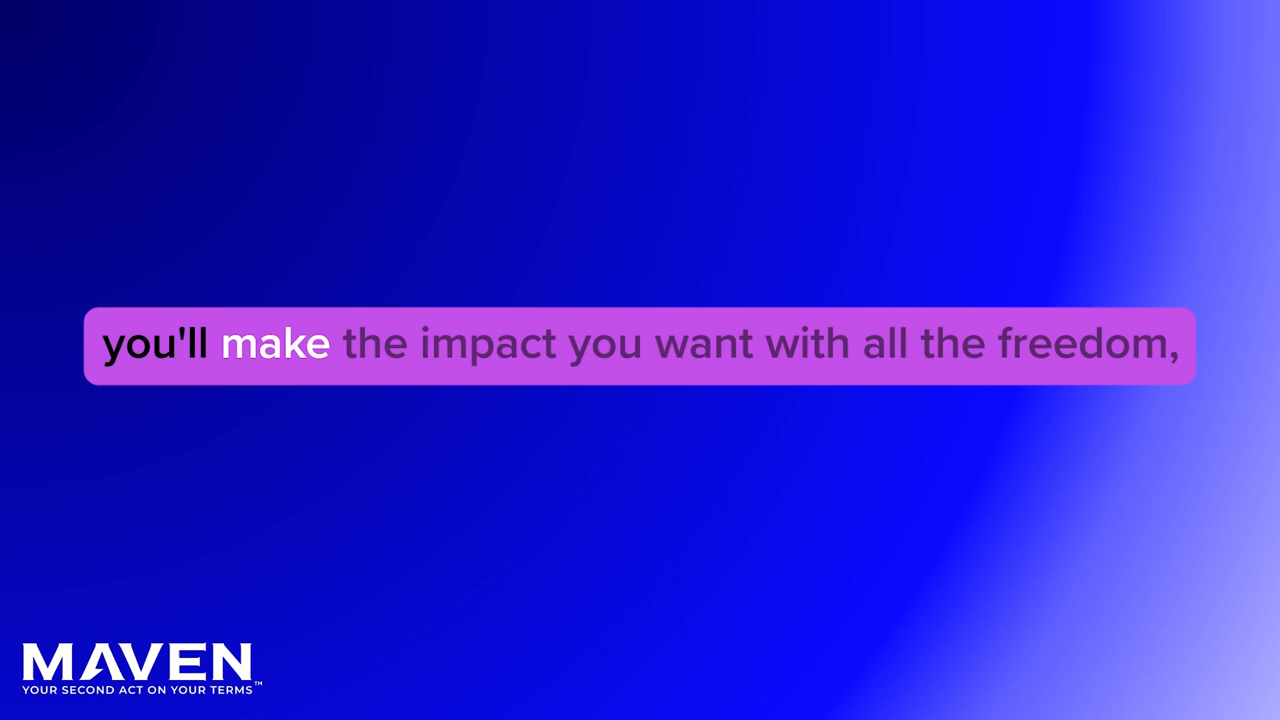 you'll make the impact you want with all the freedom,
MAVEN
YOUR SECOND ACT ON YOUR TERMS™